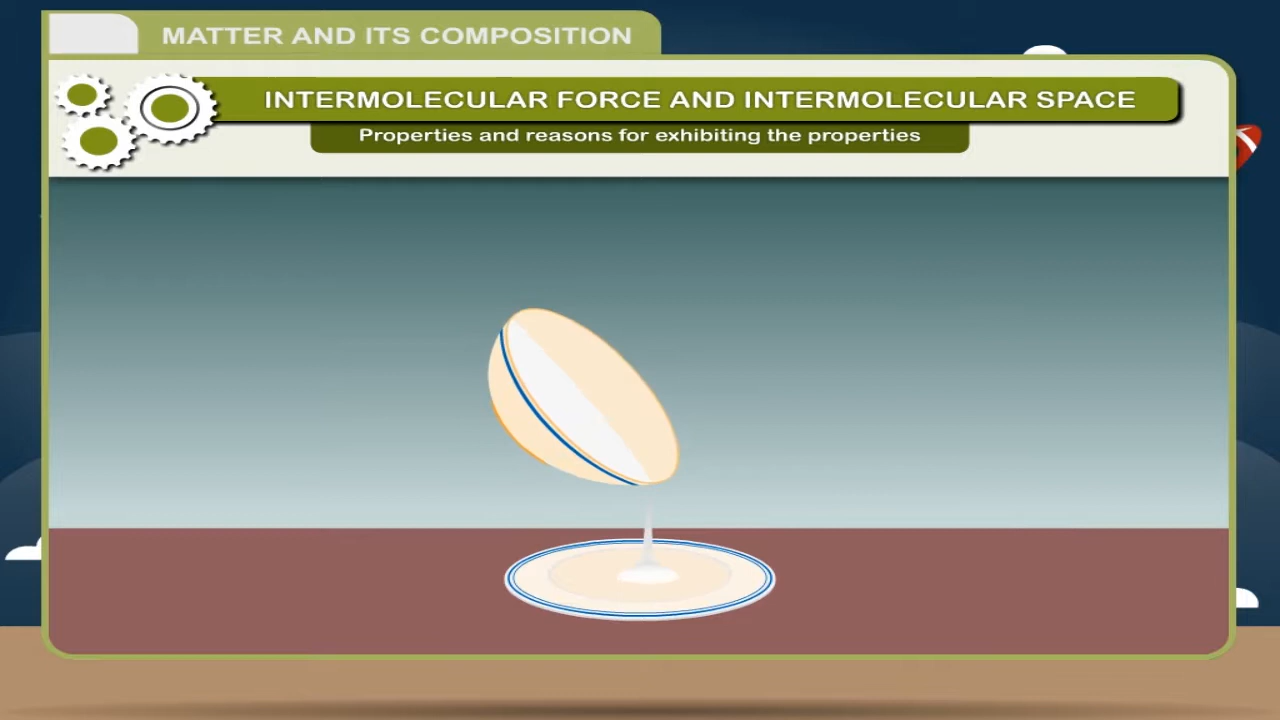 MATTER AND ITS COMPOSITION
INTERMOLECULAR FORCE AND INTERMOLECULAR SPACE
Properties and reasons for exhibiting the properties